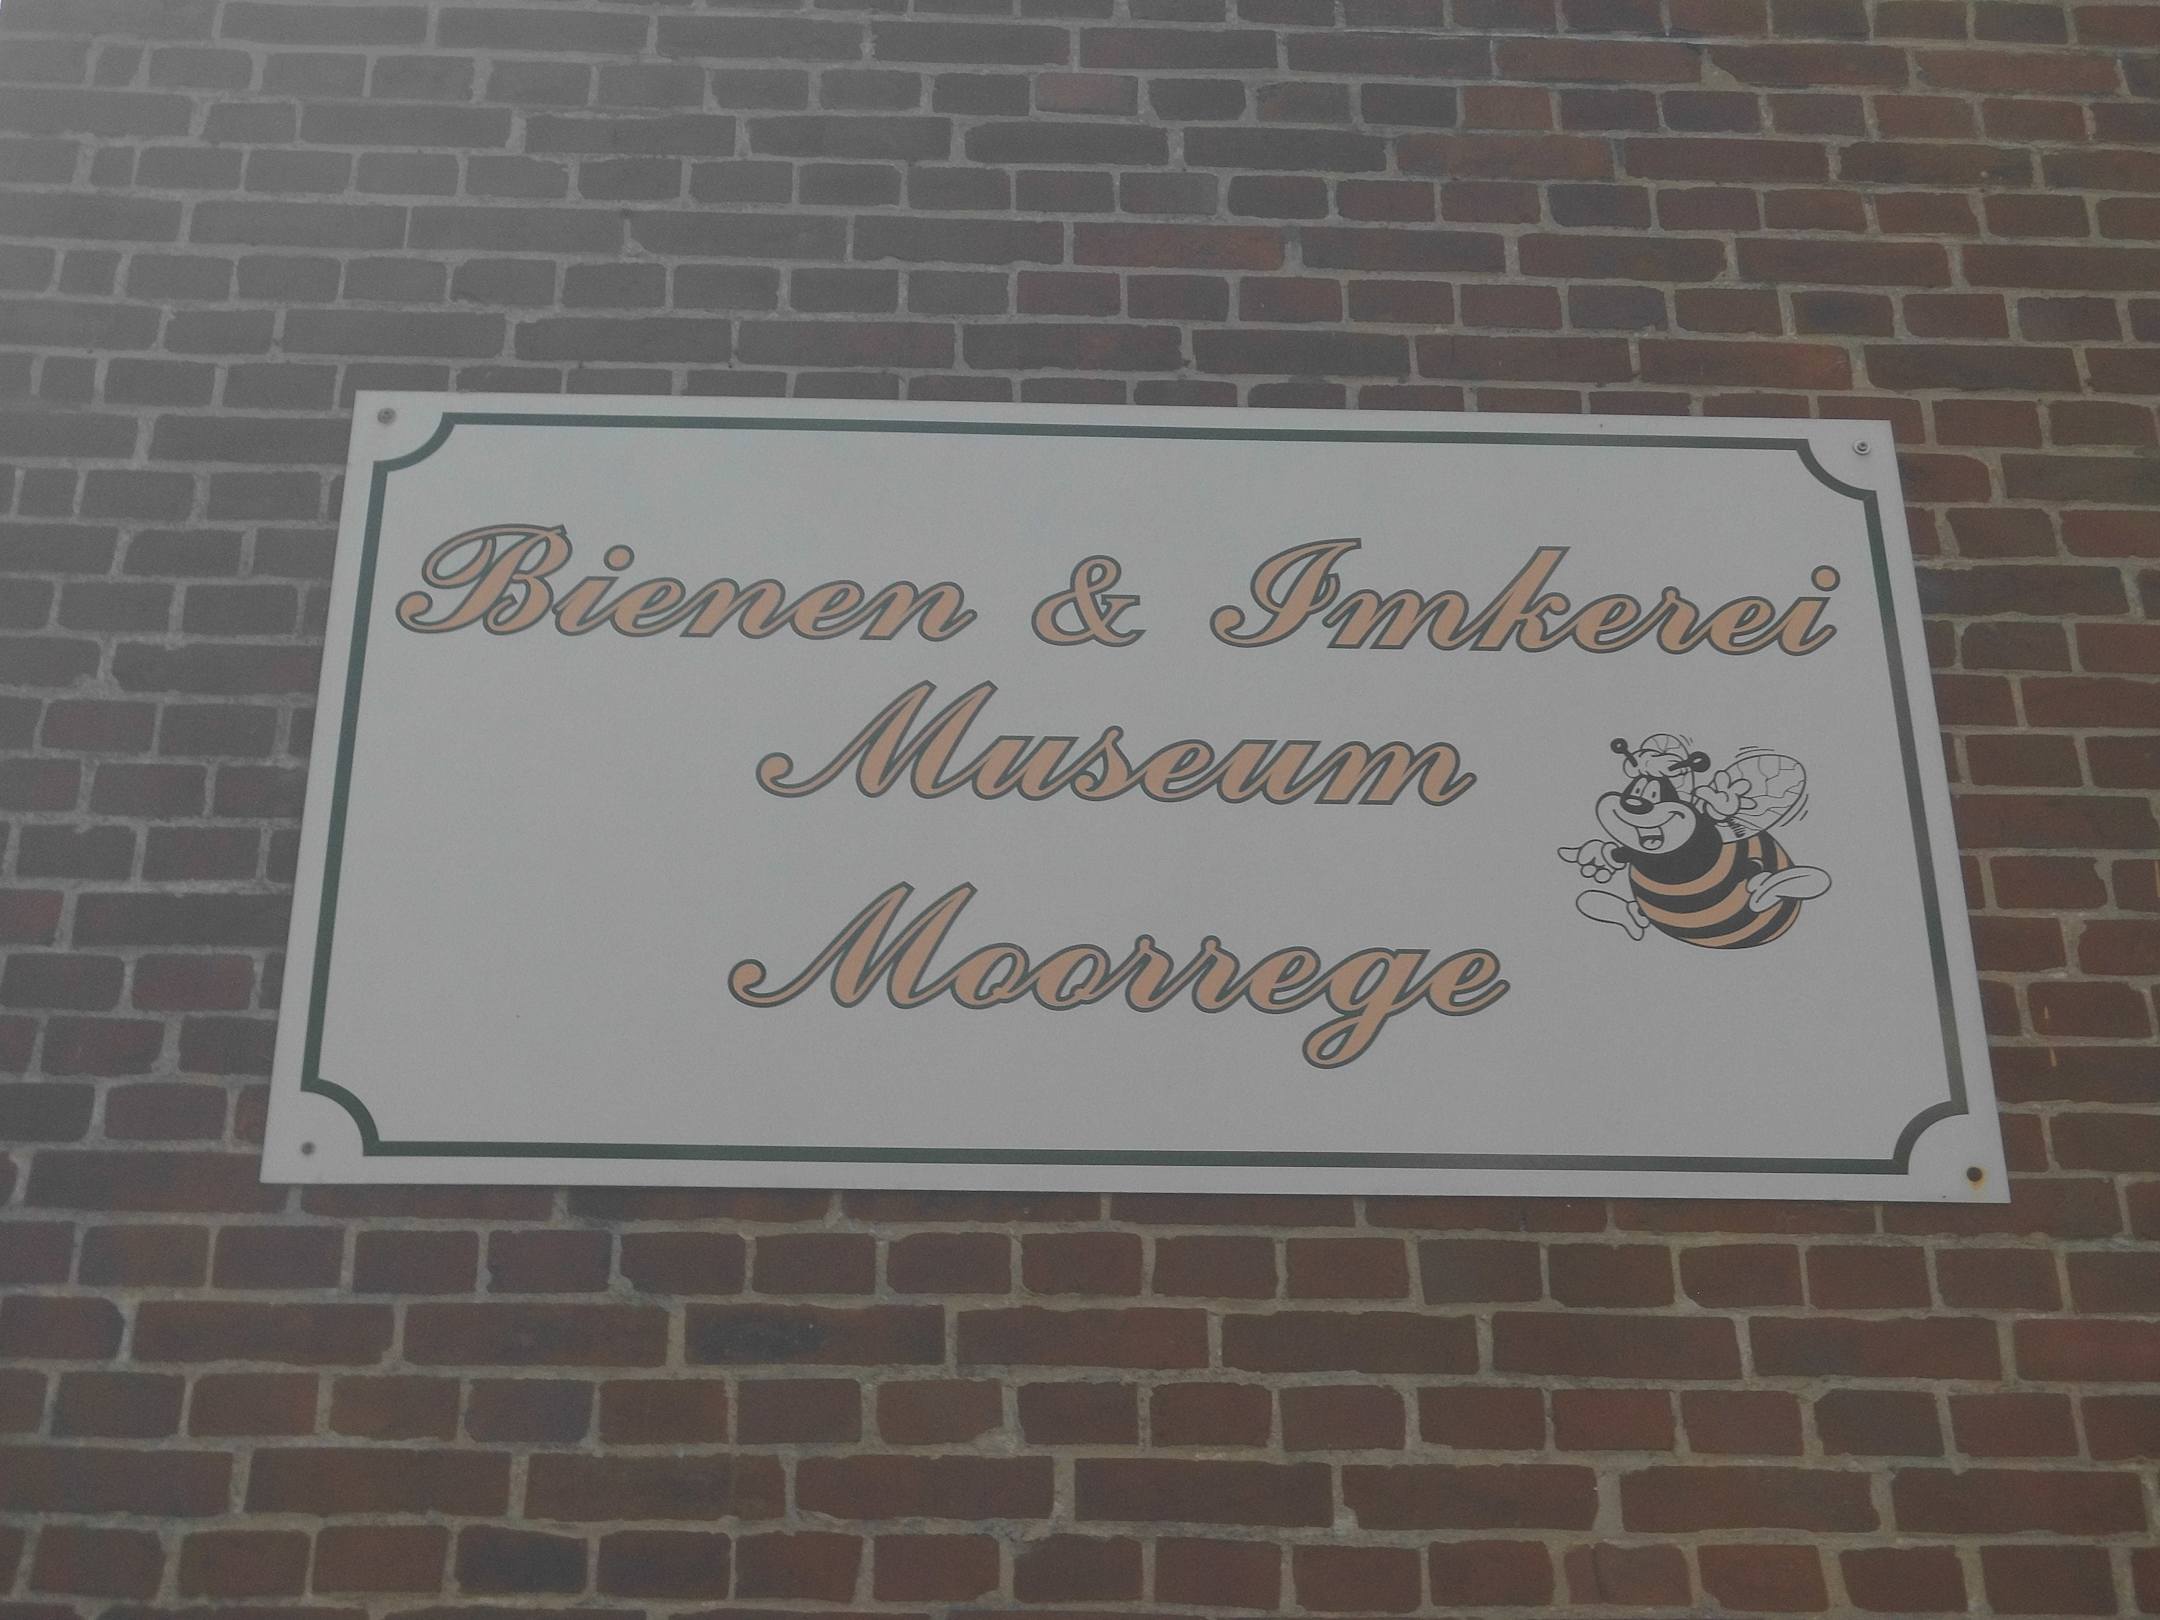 Bienen & Imkerei
Museum
Moorrege